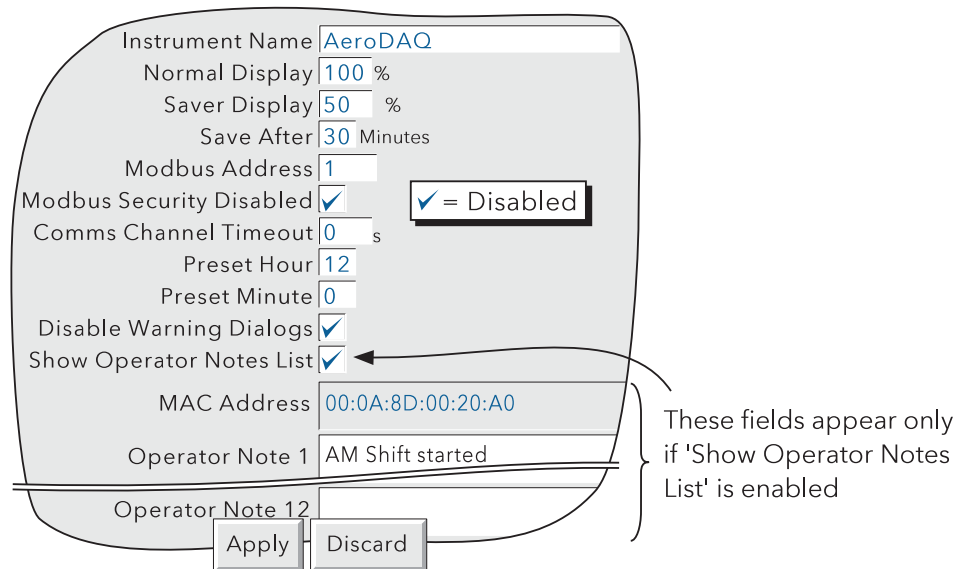 Instrument Name AeroDAQ
Normal Display 100 %
Saver Display 50 %
Save After 30 Minutes
Modbus Address 1
Modbus Security Disabled ✓
✓ = Disabled
Comms Channel Timeout 0 s
Preset Hour 12
Preset Minute 0
Disable Warning Dialogs ✓
Show Operator Notes List ✓
MAC Address 00:0A:8D:00:20:A0
Operator Note 1 AM Shift started
Operator Note 12
Apply Discard
These fields appear only
if 'Show Operator Notes
List' is enabled